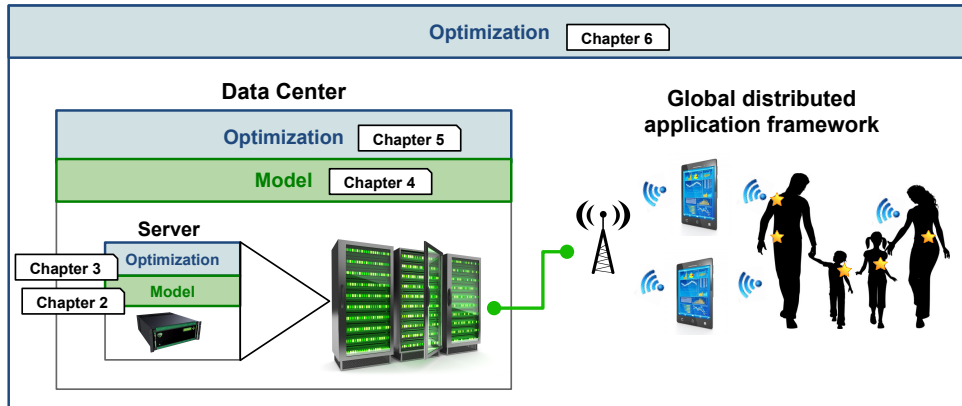 Optimization
Chapter 6
Data Center
Optimization
Chapter 5
Model
Chapter 4
Server
Optimization
Chapter 3
Model
Chapter 2
Global distributed
application framework